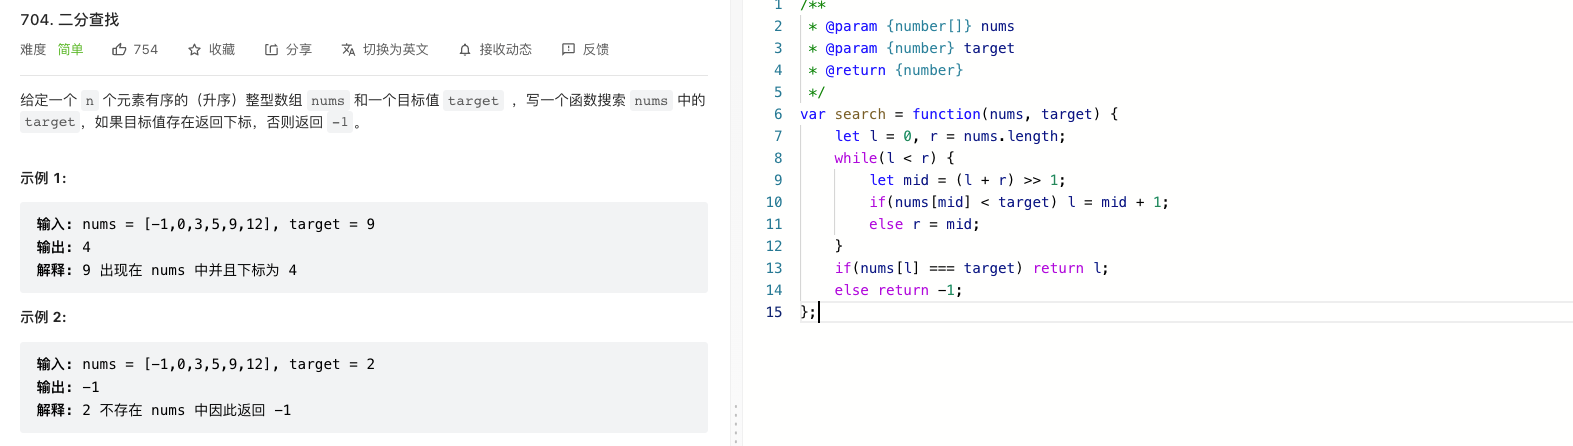 704. 二分查找
难度 简单 754 收藏 分享 切换为英文 接收动态 反馈
给定一个 n 个元素有序的（升序）整型数组 nums 和一个目标值 target ，写一个函数搜索 nums 中的
target，如果目标值存在返回下标，否则返回 -1。
示例 1:
输入: nums = [-1,0,3,5,9,12], target = 9
输出: 4
解释: 9 出现在 nums 中并且下标为 4
示例 2:
输入: nums = [-1,0,3,5,9,12], target = 2
输出: -1
解释: 2 不存在 nums 中因此返回 -1
1 /**
2  * @param {number[]} nums
3  * @param {number} target
4  * @return {number}
5  */
6 var search = function(nums, target) {
7     let l = 0, r = nums.length;
8     while(l < r) {
9         let mid = (l + r) >> 1;
10         if(nums[mid] < target) l = mid + 1;
11         else r = mid;
12     }
13     if(nums[l] === target) return l;
14     else return -1;
15 };